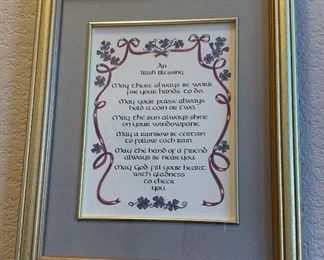 An
Irish Blessing
May there always be work
for your hands to do.
May your purse always
hold a coin or two.
May the sun always shine
on your windowpane.
May a rainbow be certain
to follow each rain.
May the hand of a friend
always be near you.
May God fill your heart
with gladness
to cheer
you.